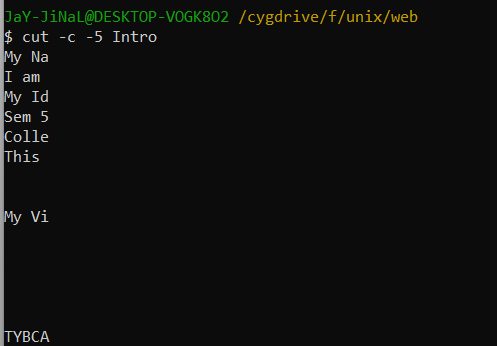 JaY-JiNaL@DESKTOP-VOGK8O2 /cygdrive/f/unix/web
$ cut -c -5 Intro
My Na
I am
My Id
Sem 5
Colle
This
My Vi
TYBCA